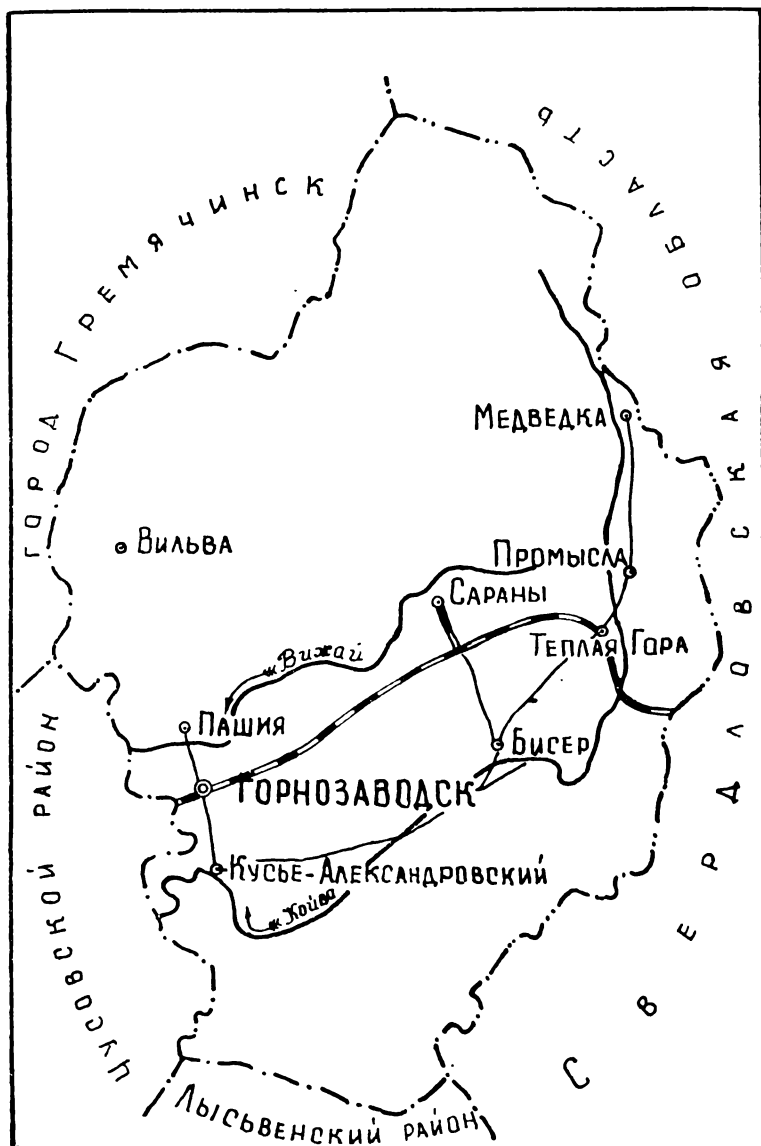 ГОРОД ГРЕМЯЧИНСК
СВЕРДЛОВСКАЯ ОБЛАСТЬ
МЕДВЕДКА
ВИЛЬВА
ПРОМЫСЛА
САРАНЫ
ТЕПЛАЯ ГОРА
Вижай
ПАШИЯ
БИСЕР
ГОРНОЗАВОДСК
КУСЬЕ-АЛЕКСАНДРОВСКИЙ
Койва
ЧУСОВСКОЙ РАЙОН
ЛЫСЬВЕНСКИЙ РАЙОН